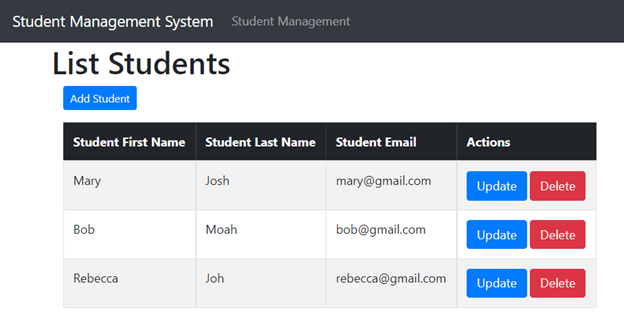 Student Management System Student Management
List Students
Add Student
Student First Name Student Last Name Student Email Actions
Mary Josh mary@gmail.com Update Delete
Bob Moah bob@gmail.com Update Delete
Rebecca Joh rebecca@gmail.com Update Delete